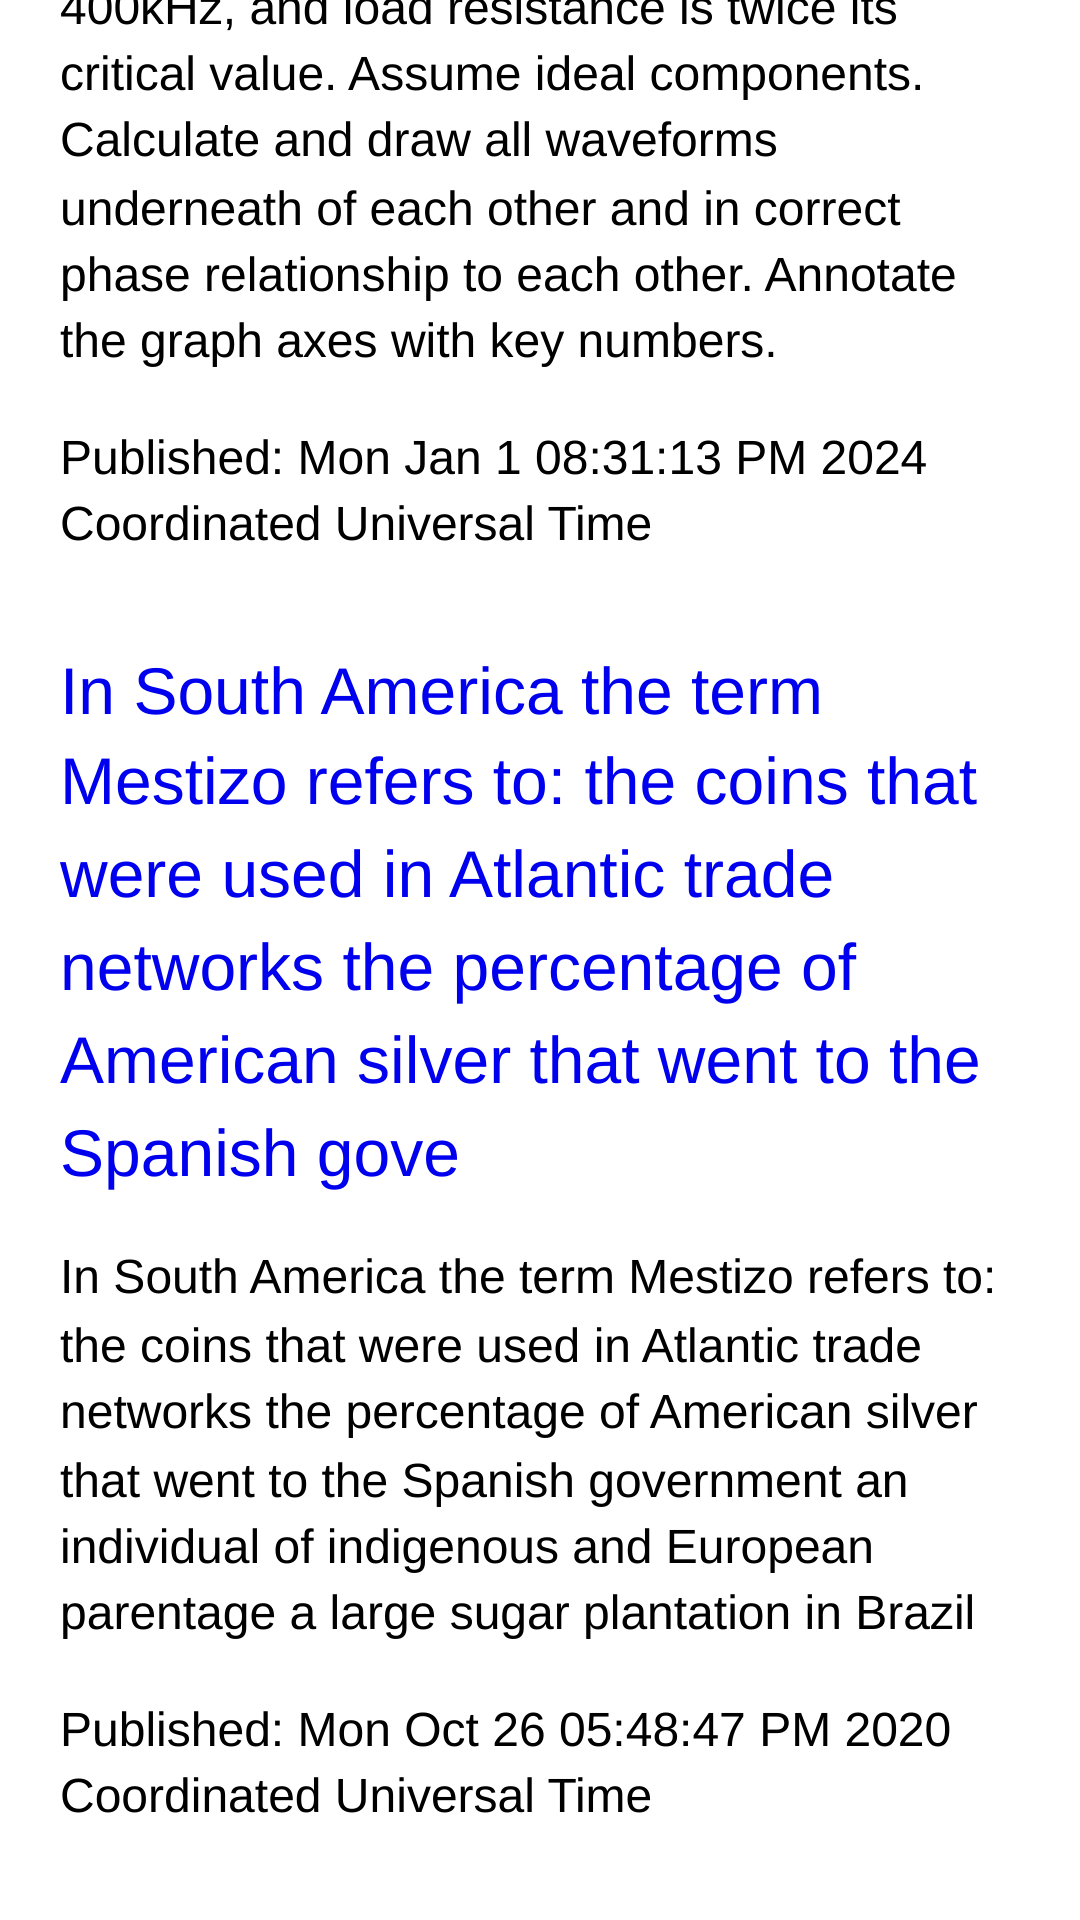 400kHz, and load resistance is twice its
critical value. Assume ideal components.
Calculate and draw all waveforms
underneath of each other and in correct
phase relationship to each other. Annotate
the graph axes with key numbers.
Published: Mon Jan 1 08:31:13 PM 2024
Coordinated Universal Time
In South America the term
Mestizo refers to: the coins that
were used in Atlantic trade
networks the percentage of
American silver that went to the
Spanish gove
In South America the term Mestizo refers to:
the coins that were used in Atlantic trade
networks the percentage of American silver
that went to the Spanish government an
individual of indigenous and European
parentage a large sugar plantation in Brazil
Published: Mon Oct 26 05:48:47 PM 2020
Coordinated Universal Time